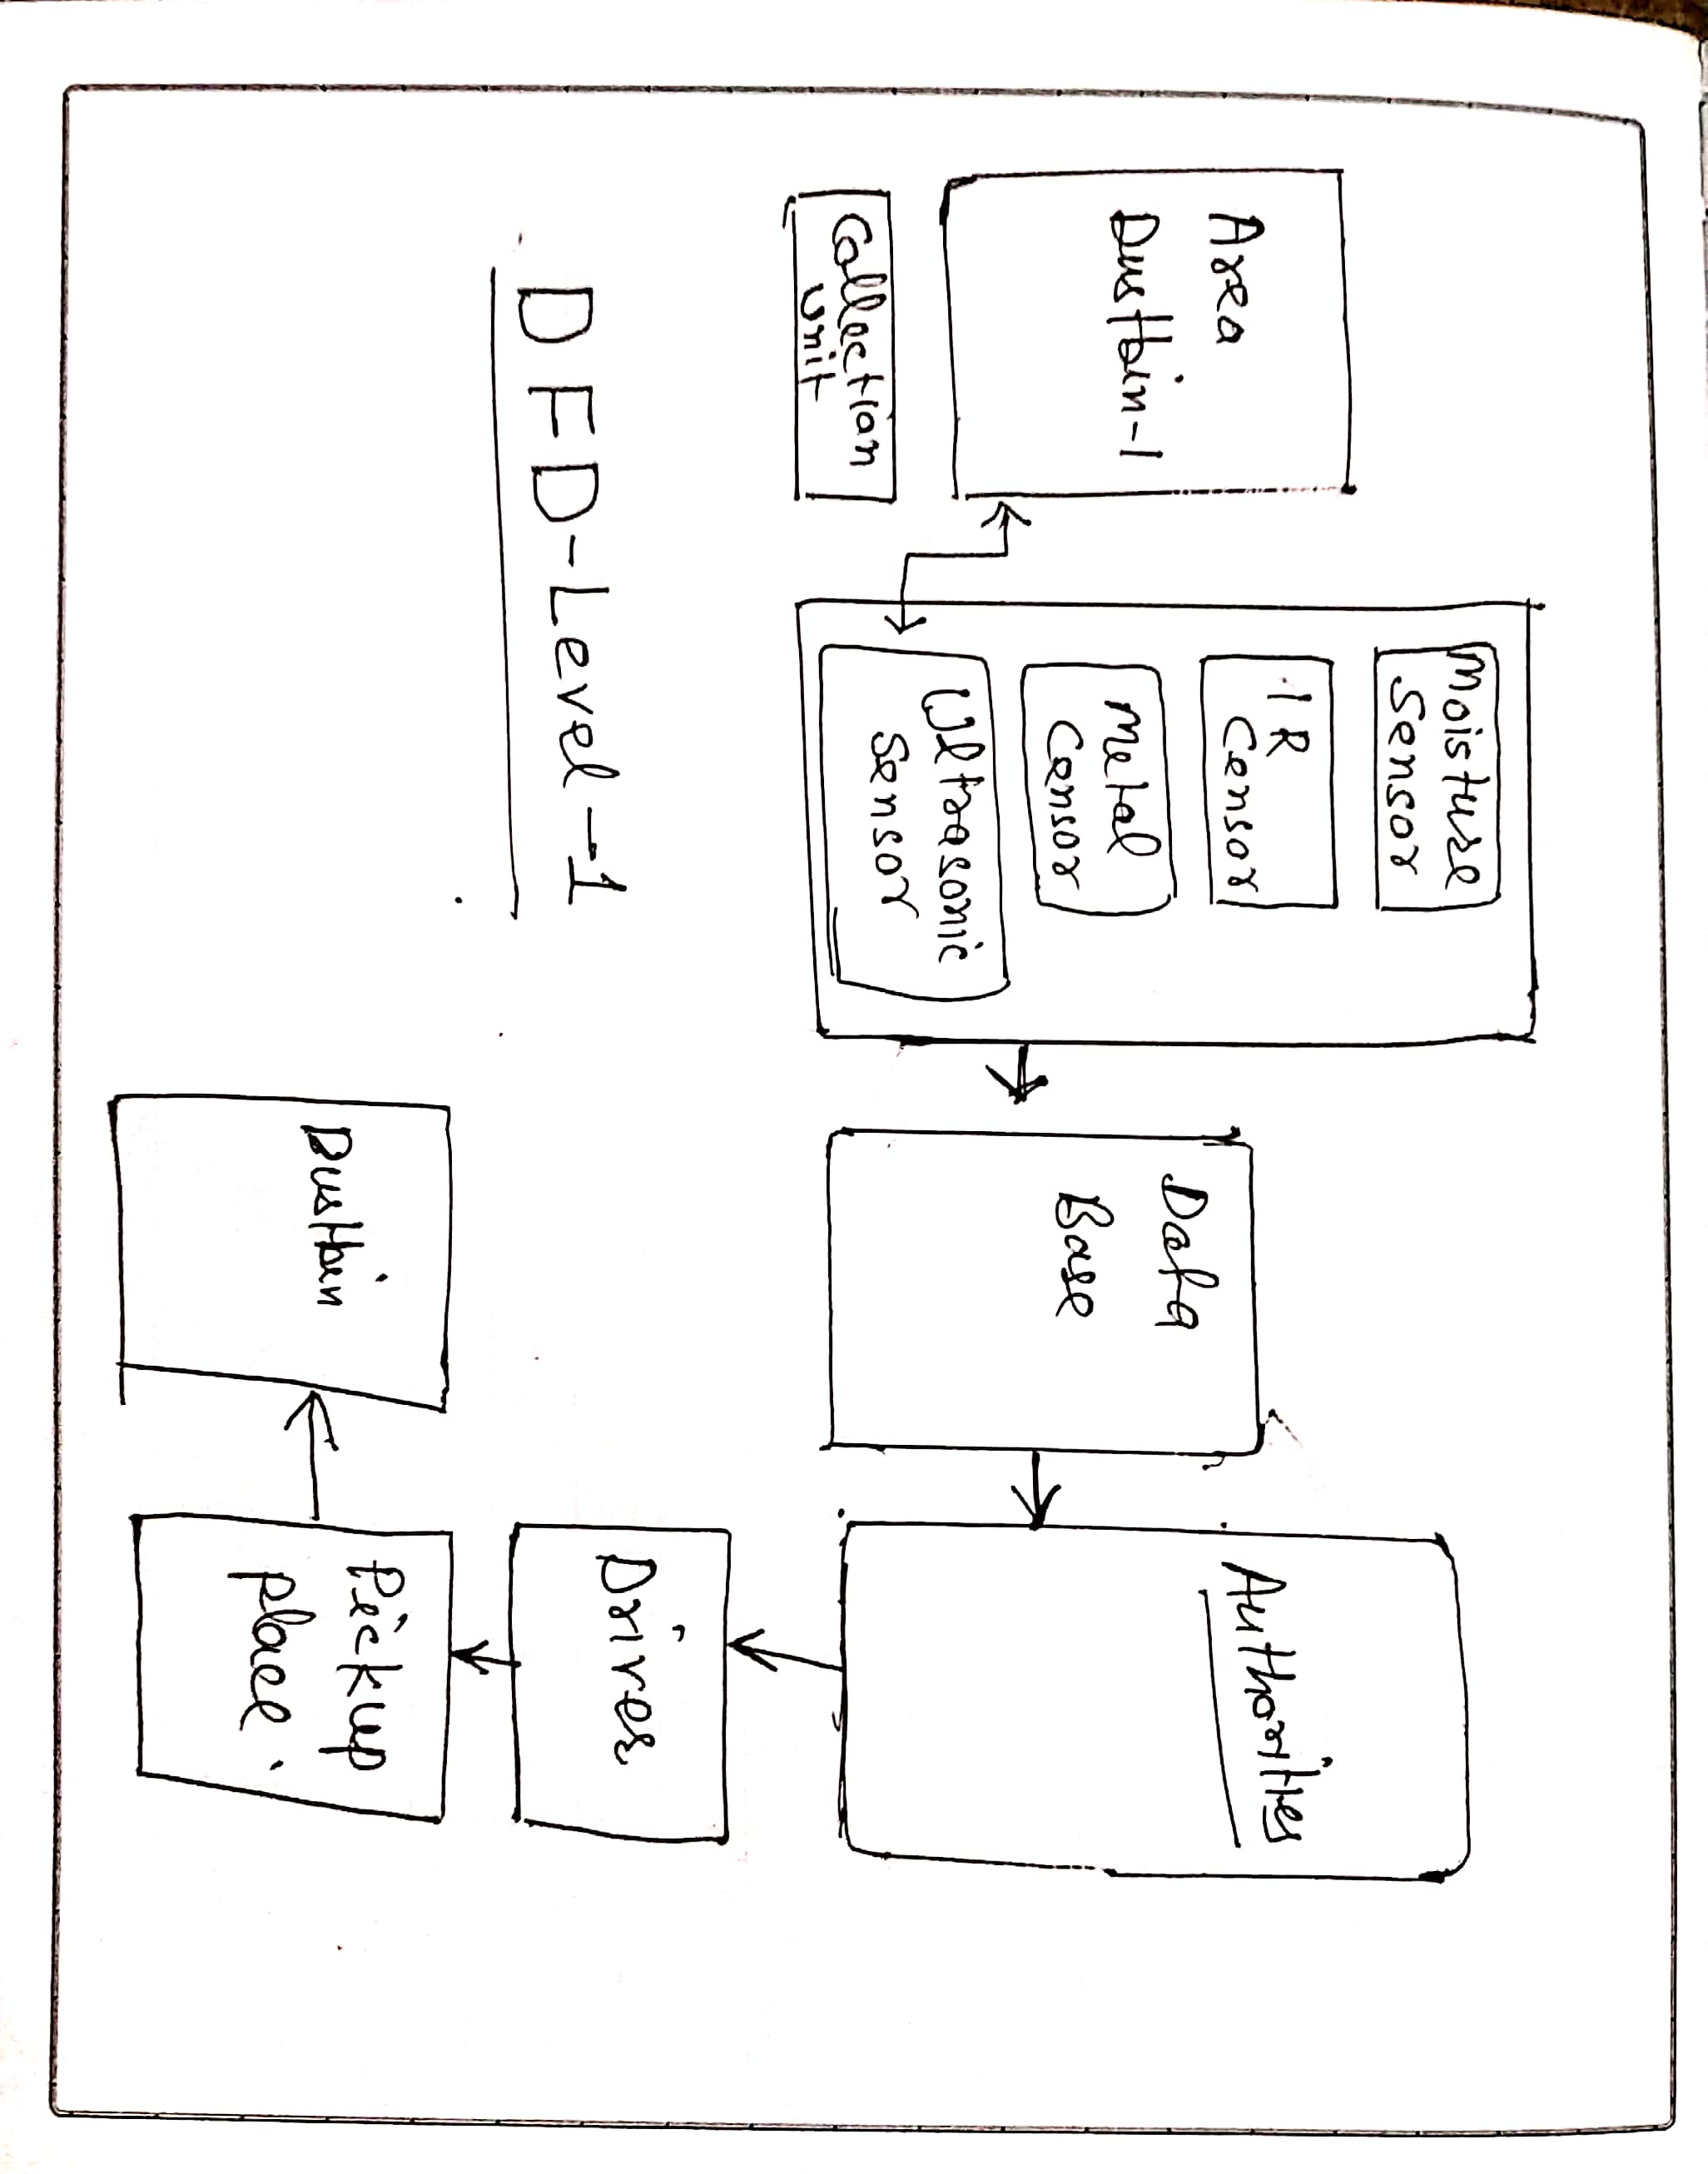 Area
Dustbin-1
Collection
Unit
Moisture
Sensor
IR
Censor
Metal
Censor
Ultrasonic
Sensor
Data
Base
Authorities
Driver
Pickup
place.
Dustbin
DFD-Level-1